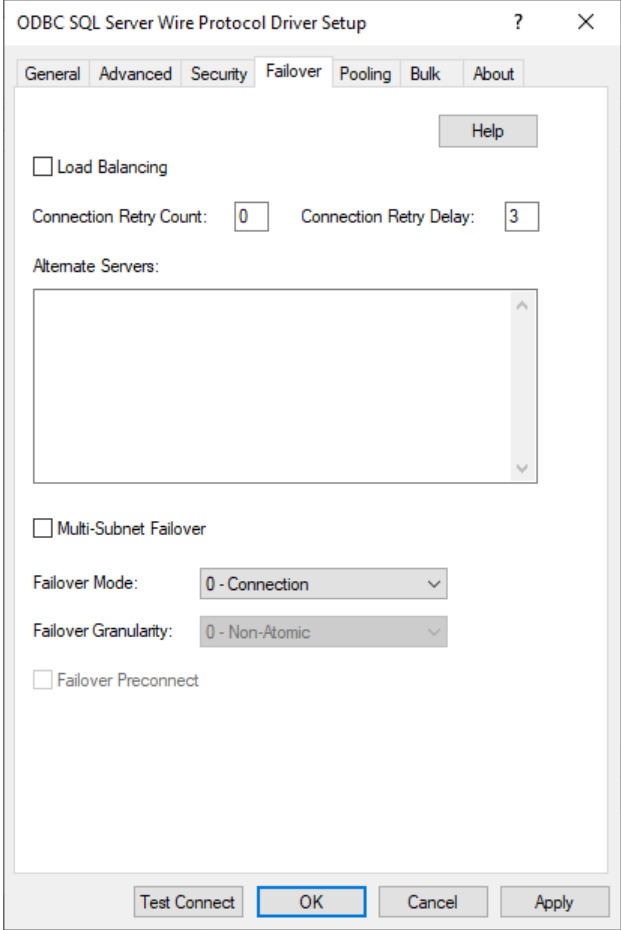 ODBC SQL Server Wire Protocol Driver Setup ? ×
General Advanced Security Failover Pooling Bulk About
Help
Load Balancing
Connection Retry Count: 0 Connection Retry Delay: 3
Alternate Servers:
Multi-Subnet Failover
Failover Mode: 0 - Connection
Failover Granularity: 0 - Non-Atomic
Failover Preconnect
Test Connect OK Cancel Apply